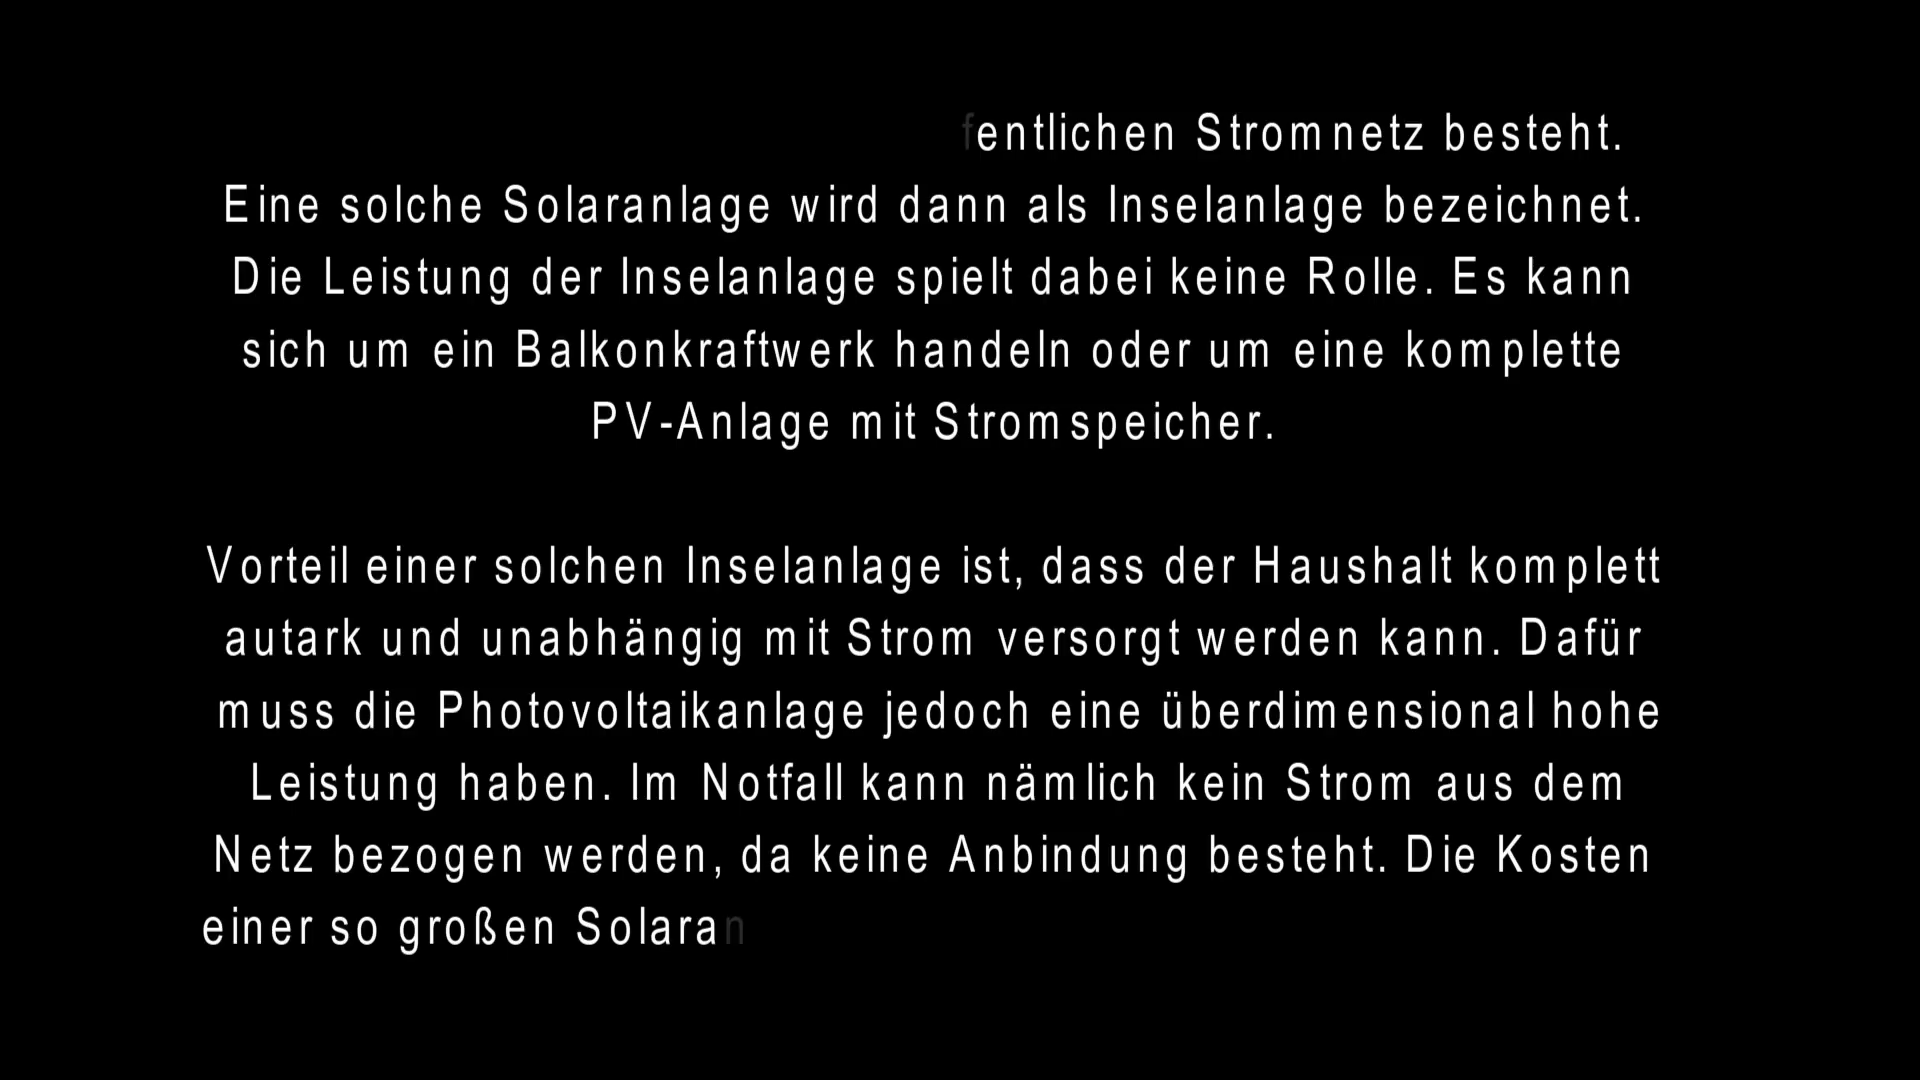 fentlichen Stromnetz besteht.
Eine solche Solaranlage wird dann als Inselanlage bezeichnet.
Die Leistung der Inselanlage spielt dabei keine Rolle. Es kann
sich um ein Balkonkraftwerk handeln oder um eine komplette
PV-Anlage mit Stromspeicher.
Vorteil einer solchen Inselanlage ist, dass der Haushalt komplett
autark und unabhängig mit Strom versorgt werden kann. Dafür
muss die Photovoltaikanlage jedoch eine überdimensional hohe
Leistung haben. Im Notfall kann nämlich kein Strom aus dem
Netz bezogen werden, da keine Anbindung besteht. Die Kosten
einer so großen Solaran